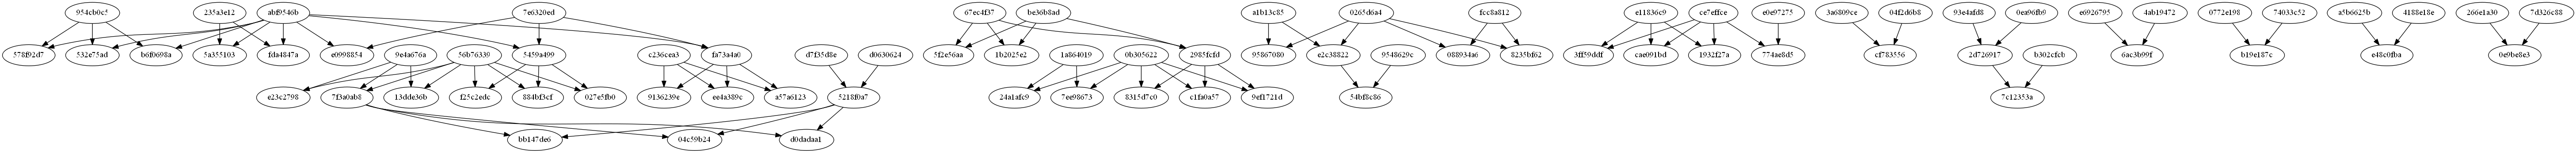 954cb0c5 235a3e12 abf9546b 7e6320ed 67ec4f37 be36b8ad a1b13c85 0265d6a4 fcc8a812 e11836c9 ce7effce e0e97275 3a6809ce 04f2d6b8 93e4afd8 0ea96fb9 e6926795 4ab19472 0772e198 74033c52 a5b6625b 4188e18e 266e1a30 7d326c88
578f92d7 532e75ad b6f0698a 5a355103 fda4847a e0998854 9e4a676a 56b76339 5459a499 c236cea3 fa73a4a0 d7f35d8e d0630624 5f2e56aa 1b2025e2 1a864019 0b305622 2985fcfd 95867080 e2c38822 9548629c 088934a6 8235bf62 3ff59ddf cae091bd 1932f27a 774ae8d5 cf783556 2d726917 b302cfcb 6ac3b99f b19e187c e48c0fba 0e9be8e3
e23c2798 7f3a0ab8 13dde36b f25c2edc 884bf3cf 027e5fb0 9136239e ee4a389c a57a6123 5218f0a7 24a1afc9 7ee98673 8315d7c0 c1fa0a57 9ef1721d 54bf8c86 7c12353a
bb147de6 04c59b24 d0dadaa1